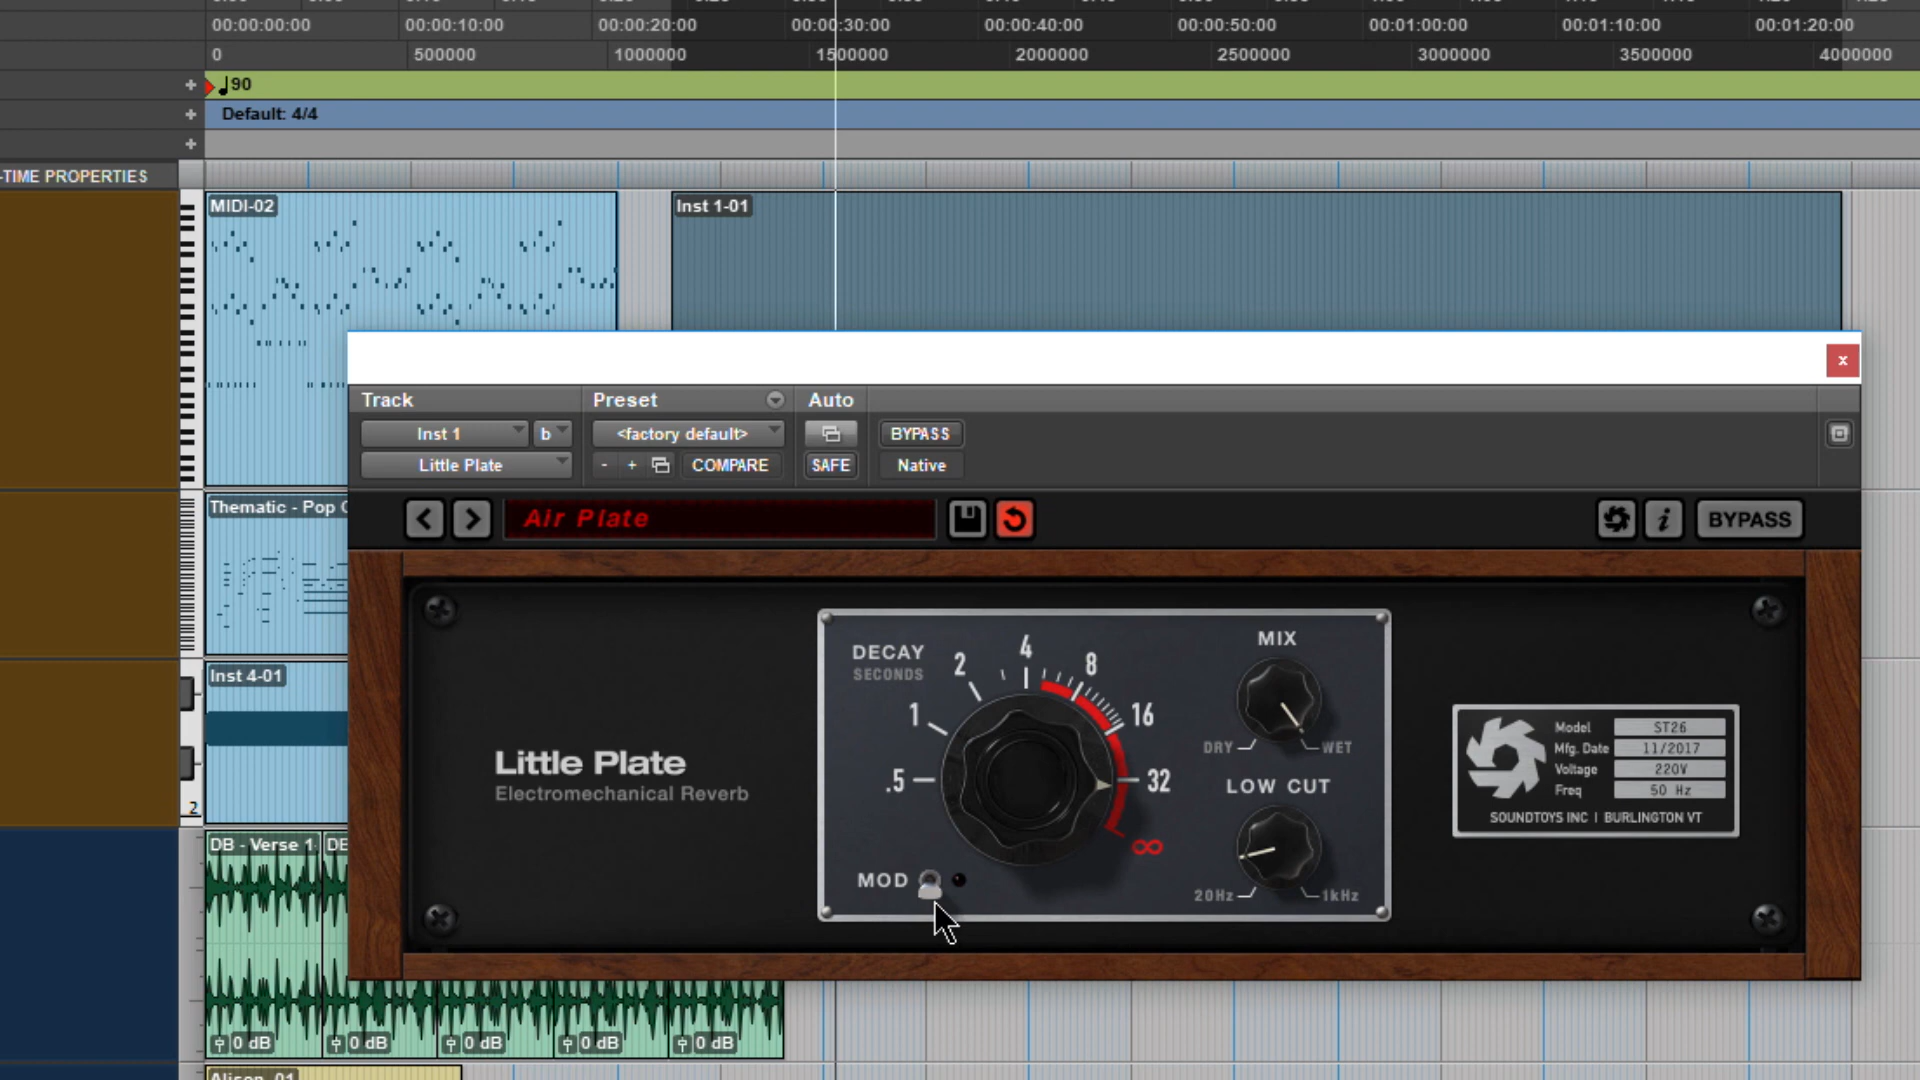 00:00:00:00 00:00:10:00 00:00:20:00 00:00:30:00 00:00:40:00 00:00:50:00 00:01:00:00 00:01:10:00 00:01:20:00
0 500000 1000000 1500000 2000000 2500000 3000000 3500000 4000000
+ 90
+ Default: 4/4
+
-TIME PROPERTIES
MIDI-02 Inst 1-01
x
Track Preset Auto
Inst 1 b <factory default> BYPASS
Little Plate - + COMPARE SAFE Native
Air Plate i BYPASS
Thematic - Pop
Inst 4-01
2
DECAY
SECONDS
.5 1 2 4 8 16 32 ∞
MIX
DRY WET
LOW CUT
20Hz 1kHz
MOD
Little Plate
Electromechanical Reverb
Model ST26
Mfg. Date 11/2017
Voltage 220V
Freq 50 Hz
SOUNDTOYS INC | BURLINGTON VT
DB - Verse 1
0 dB 0 dB 0 dB 0 dB 0 dB
Alison_01